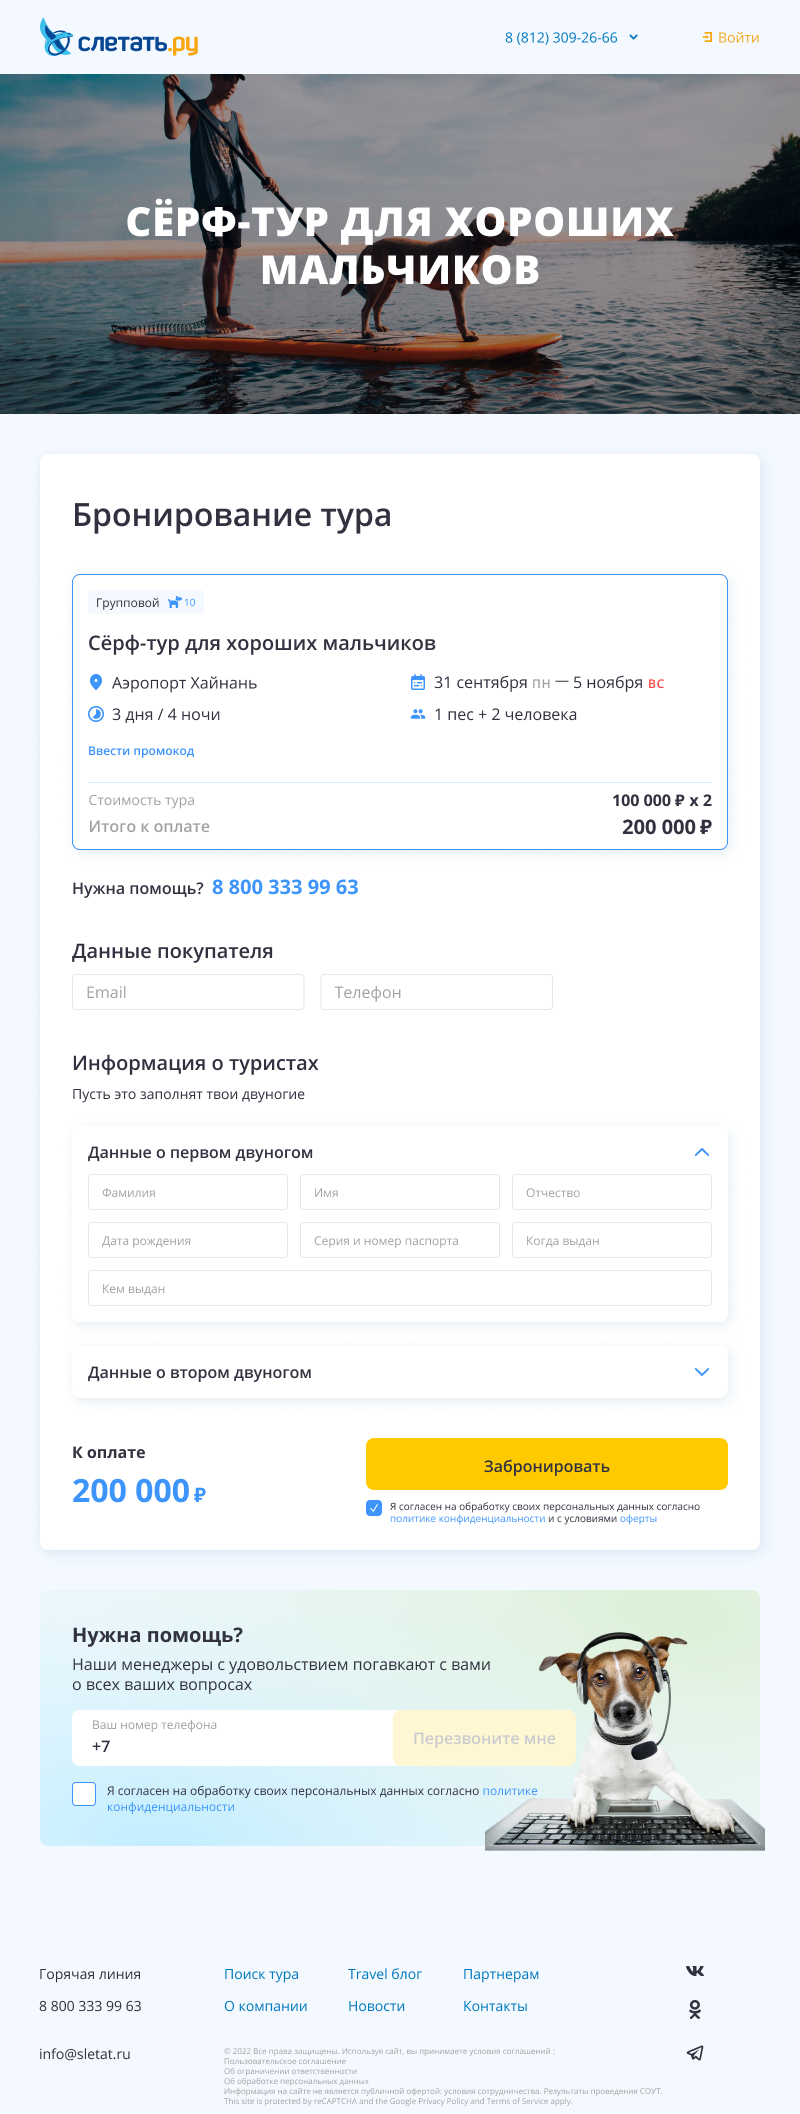 слетать.ру
8 (812) 309-26-66
Войти
СЁРФ-ТУР ДЛЯ ХОРОШИХ
МАЛЬЧИКОВ
Бронирование тура
Групповой 10
Сёрф-тур для хороших мальчиков
Аэропорт Хайнань
31 сентября пн — 5 ноября вс
3 дня / 4 ночи
1 пес + 2 человека
Ввести промокод
Стоимость тура 100 000 ₽ x 2
Итого к оплате 200 000 ₽
Нужна помощь? 8 800 333 99 63
Данные покупателя
Email Телефон
Информация о туристах
Пусть это заполнят твои двуногие
Данные о первом двуногом
Фамилия Имя Отчество
Дата рождения Серия и номер паспорта Когда выдан
Кем выдан
Данные о втором двуногом
К оплате
200 000 ₽
Забронировать
Я согласен на обработку своих персональных данных согласно
политике конфиденциальности и с условиями оферты
Нужна помощь?
Наши менеджеры с удовольствием погавкают с вами
о всех ваших вопросах
Ваш номер телефона
+7
Перезвоните мне
Я согласен на обработку своих персональных данных согласно политике
конфиденциальности
Горячая линия
8 800 333 99 63
info@sletat.ru
Поиск тура Travel блог Партнерам
О компании Новости Контакты
© 2022 Все права защищены. Используя сайт, вы принимаете условия соглашений :
Пользовательское соглашение
Об ограничении ответственности
Об обработке персональных данных
Информация на сайте не является публичной офертой: условия сотрудничества. Результаты проведения СОУТ.
This site is protected by reCAPTCHA and the Google Privacy Policy and Terms of Service apply.